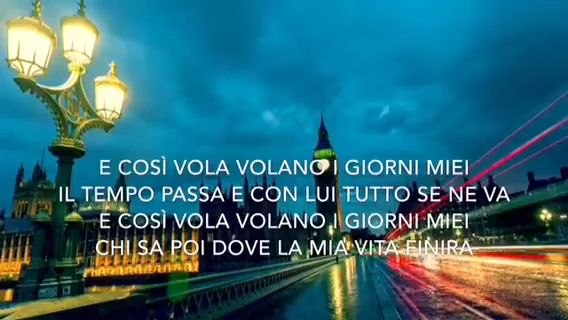 E COSÌ VOLA VOLANO I GIORNI MIEI
IL TEMPO PASSA E CON LUI TUTTO SE NE VA
E COSÌ VOLA VOLANO I GIORNI MIEI
CHI SA POI DOVE LA MIA VITA FINIRÀ